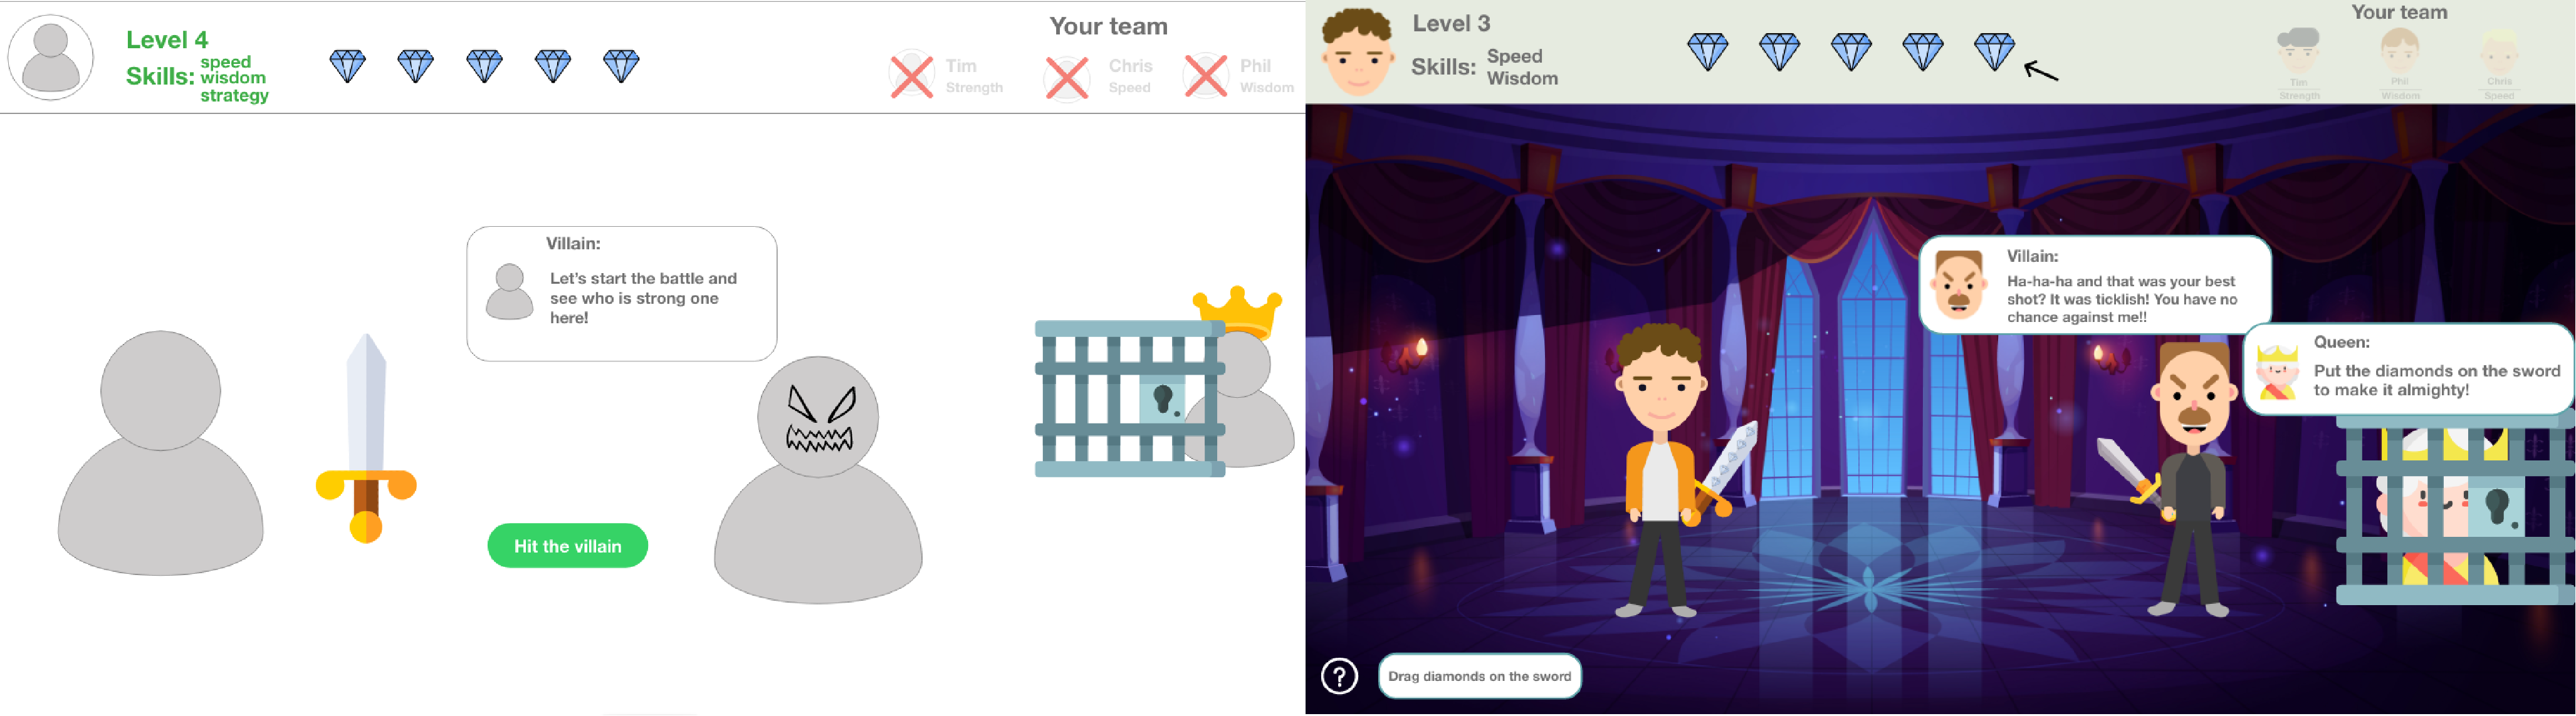 Level 4
Skills: speed
wisdom
strategy
Your team
Tim
Strength
Chris
Speed
Phil
Wisdom
Villain:
Let's start the battle and
see who is strong one
here!
Hit the villain
Level 3
Skills: Speed
Wisdom
Your team
Tim
Strength
Phil
Wisdom
Chris
Speed
Villain:
Ha-ha-ha and that was your best
shot? It was ticklish! You have no
chance against me!!
Queen:
Put the diamonds on the sword
to make it almighty!
?
Drag diamonds on the sword